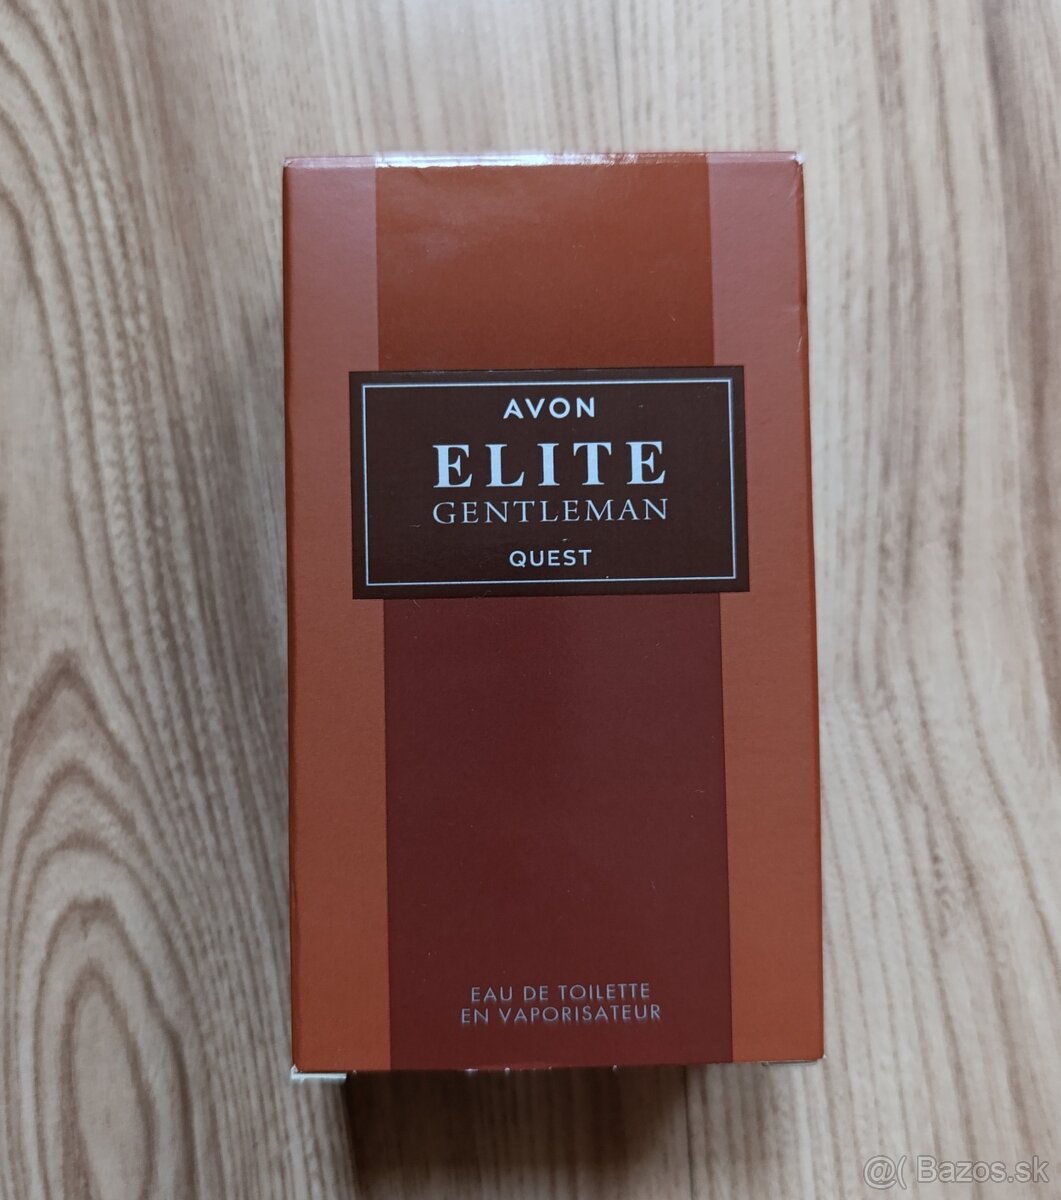 AVON
ELITE
GENTLEMAN
QUEST
EAU DE TOILETTE
EN VAPORISATEUR
@( Bazos.sk